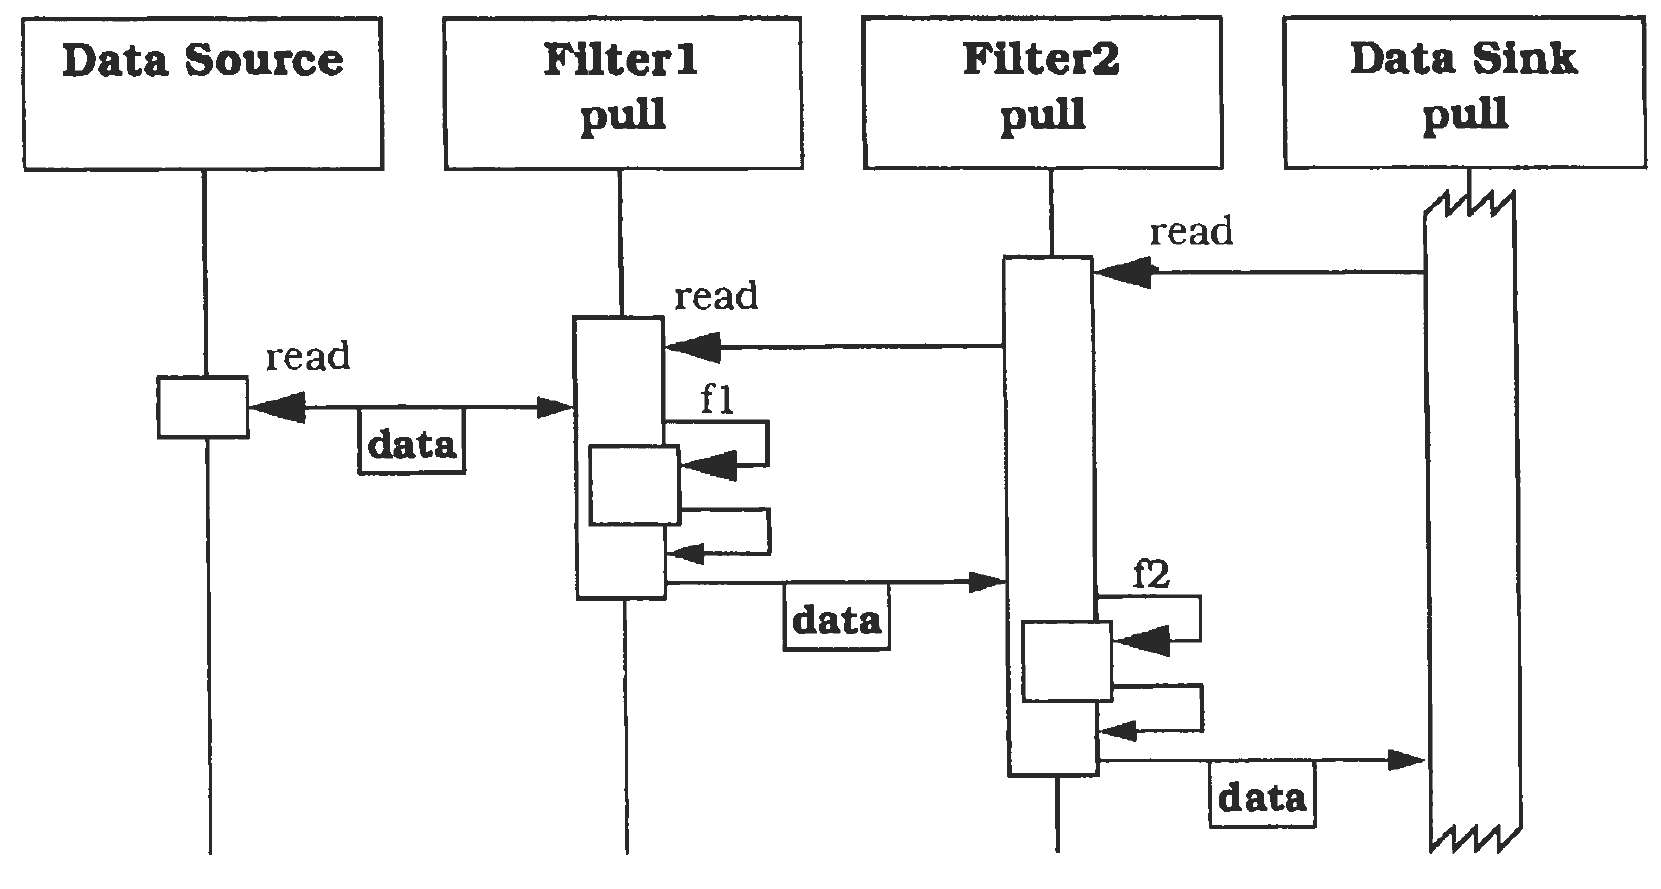 Data Source
Filter1
pull
Filter2
pull
Data Sink
pull
read
read
read
f1
data
f2
data
data